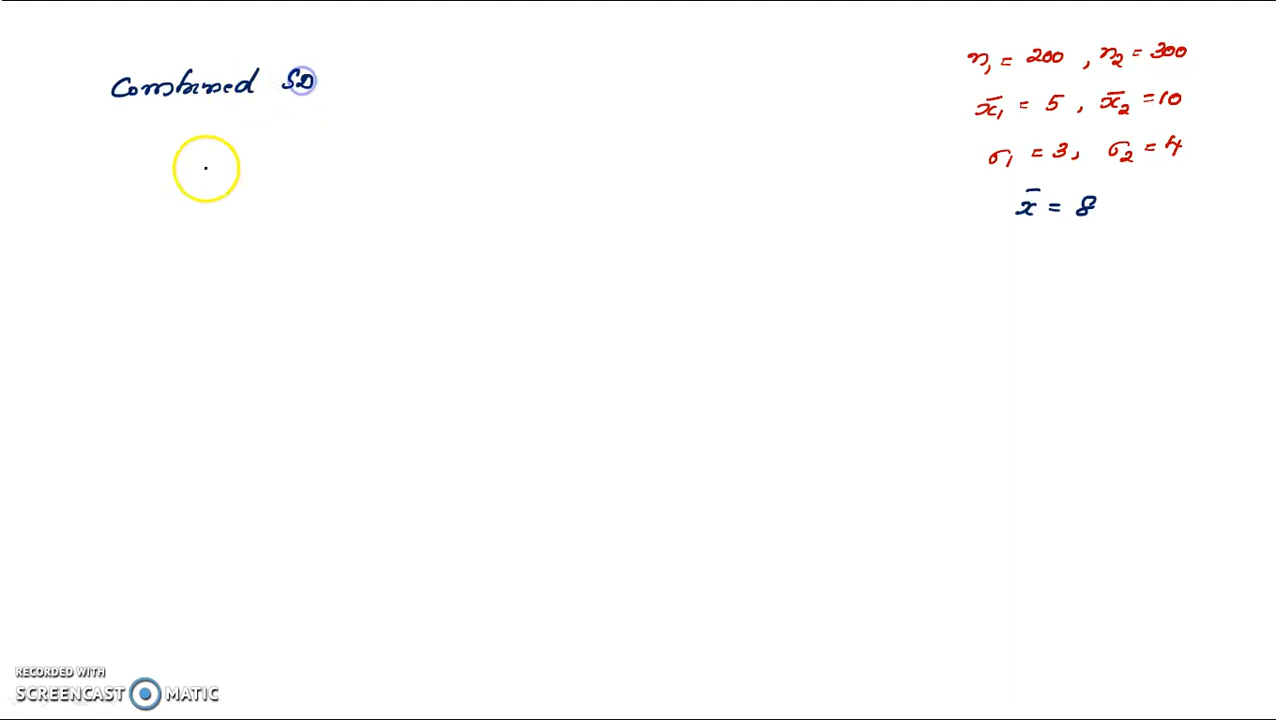 Combined SD
n₁ = 200 , n₂ = 300
x̄₁ = 5 , x̄₂ = 10
σ₁ = 3, σ₂ = 4
x̄ = 8
RECORDED WITH
SCREENCAST MATIC